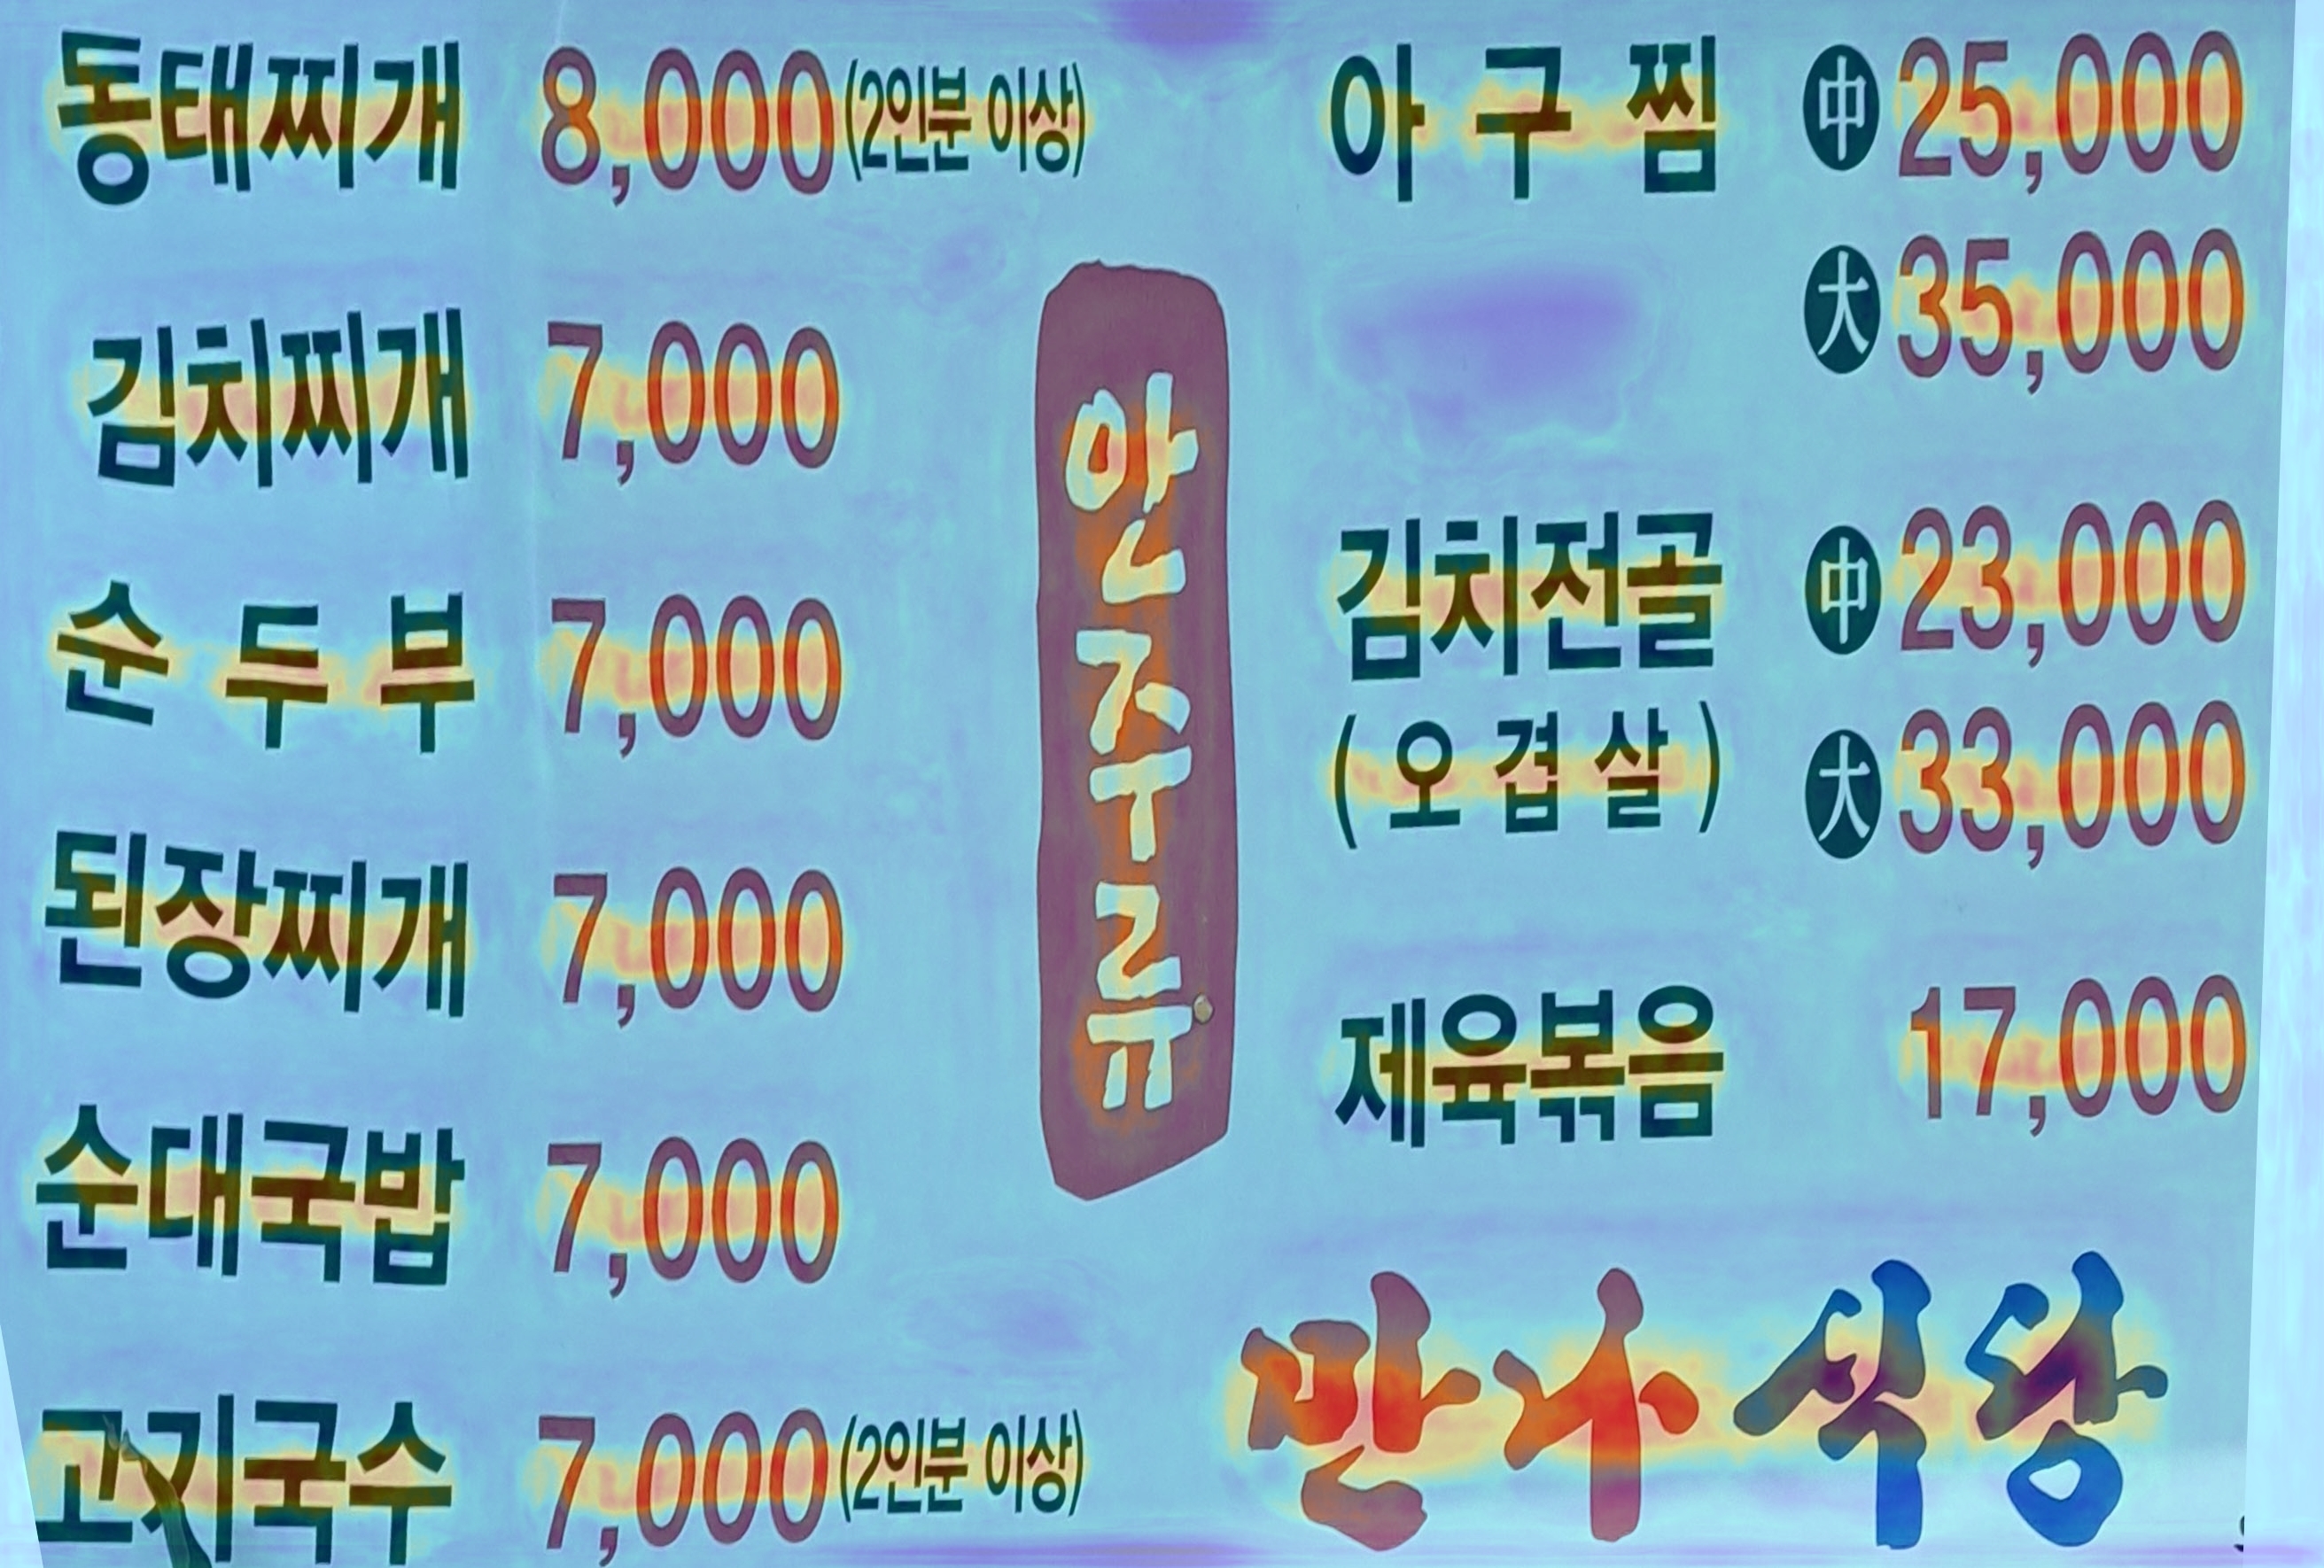 동태찌개 8,000 (2인분 이상)
김치찌개 7,000
순두부 7,000
된장찌개 7,000
순대국밥 7,000
고기국수 7,000 (2인분 이상)
안주류
아구찜 中 25,000
大 35,000
김치전골 中 23,000
(오겹살) 大 33,000
제육볶음 17,000
만나식당